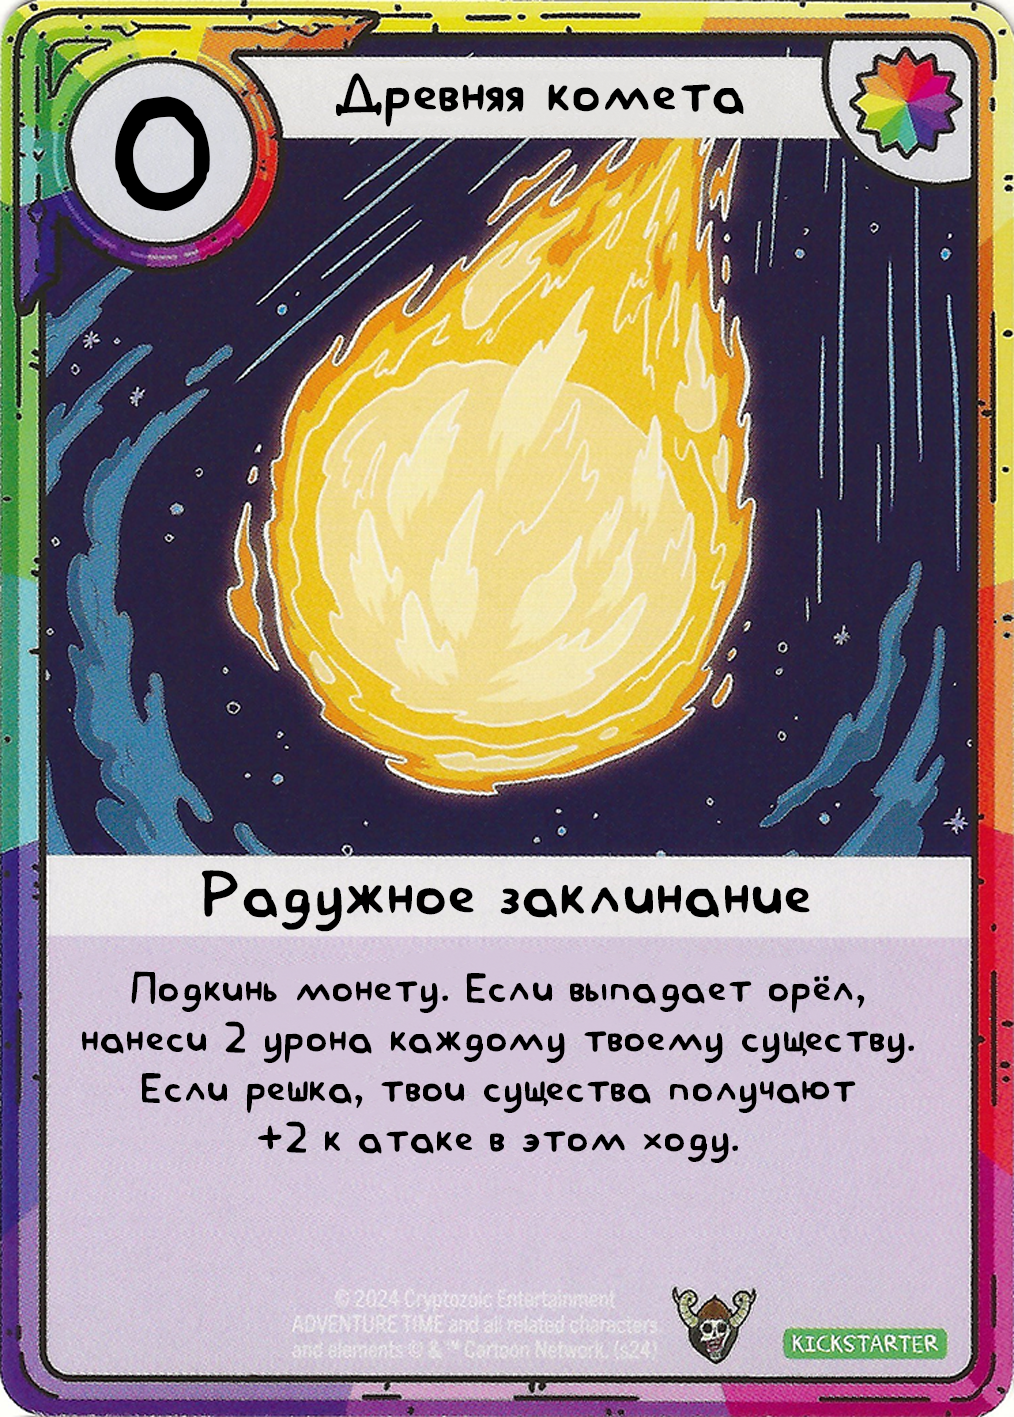 0
Древняя комета
Радужное заклинание
Подкинь монету. Если выпадает орёл,
нанеси 2 урона каждому твоему существу.
Если решка, твои существа получают
+2 к атаке в этом ходу.
© 2024 Cryptozoic Entertainment
ADVENTURE TIME and all related characters
and elements © & ™ Cartoon Network. (s24)
KICKSTARTER